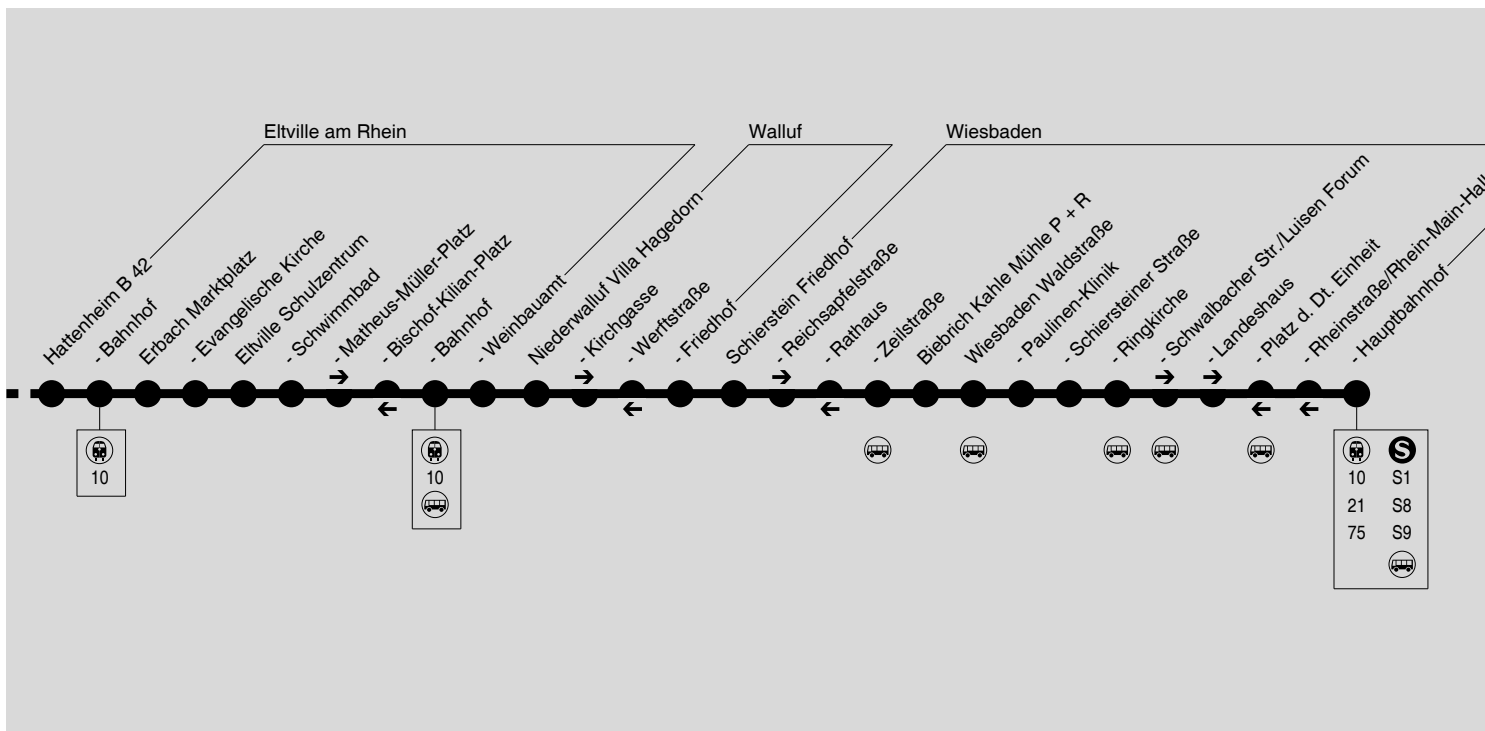 Eltville am Rhein
Walluf
Wiesbaden
Hattenheim B 42
- Bahnhof
Erbach Marktplatz
- Evangelische Kirche
Eltville Schulzentrum
- Schwimmbad
- Matheus-Müller-Platz
- Bischof-Kilian-Platz
- Bahnhof
- Weinbauamt
Niederwalluf Villa Hagedorn
- Kirchgasse
- Werftstraße
- Friedhof
Schierstein Friedhof
- Reichsapfelstraße
- Rathaus
- Zeilstraße
Biebrich Kahle Mühle P + R
Wiesbaden Waldstraße
- Paulinen-Klinik
- Schiersteiner Straße
- Ringkirche
- Schwalbacher Str./Luisen Forum
- Landeshaus
- Platz d. Dt. Einheit
- Rheinstraße/Rhein-Main-Hall
- Hauptbahnhof
10
10
S
10 S1
21 S8
75 S9